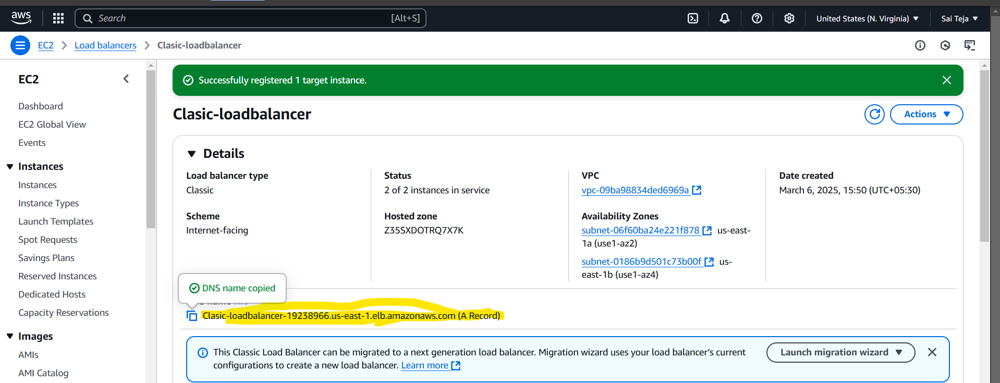 aws
Search
[Alt+S]
United States (N. Virginia)
Sai Teja
EC2
Load balancers
Clasic-loadbalancer
EC2
Dashboard
EC2 Global View
Events
Instances
Instances
Instance Types
Launch Templates
Spot Requests
Savings Plans
Reserved Instances
Dedicated Hosts
Capacity Reservations
Images
AMIs
AMI Catalog
Successfully registered 1 target instance.
Clasic-loadbalancer
Actions
Details
Load balancer type
Classic
Scheme
Internet-facing
Status
2 of 2 instances in service
Hosted zone
Z35SXDOTRQ7X7K
VPC
vpc-09ba98834ded6969a
Availability Zones
subnet-06f60ba24e221f878 us-east-
1a (use1-az2)
subnet-0186b9d501c73b00f us-
east-1b (use1-az4)
Date created
March 6, 2025, 15:50 (UTC+05:30)
DNS name copied
Clasic-loadbalancer-19238966.us-east-1.elb.amazonaws.com (A Record)
This Classic Load Balancer can be migrated to a next generation load balancer. Migration wizard uses your load balancer's current
configurations to create a new load balancer. Learn more
Launch migration wizard